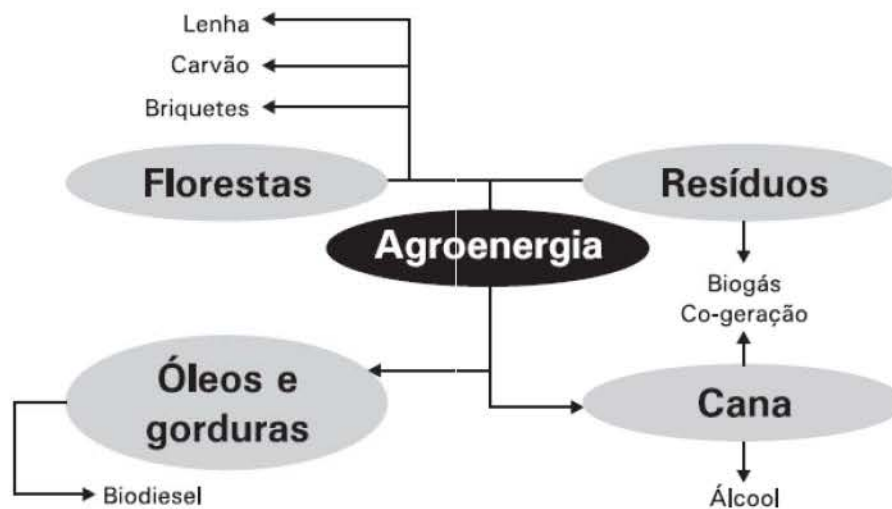 Lenha
Carvão
Briquetes
Florestas
Resíduos
Agroenergia
Biogás
Co-geração
Óleos e
gorduras
Cana
Biodiesel
Álcool